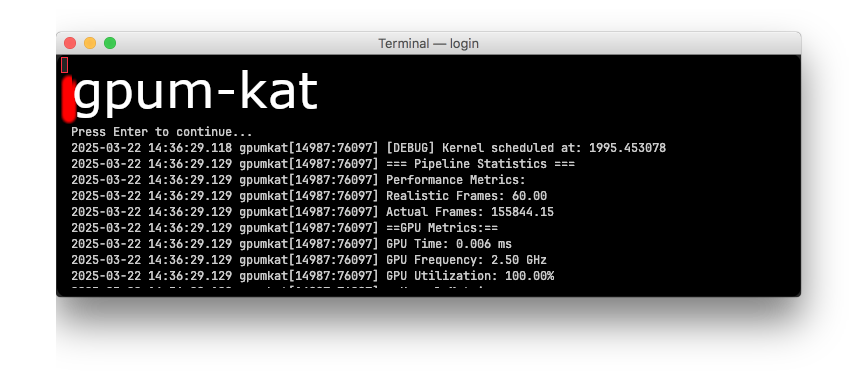 Terminal — login
gpum-kat
Press Enter to continue...
2025-03-22 14:36:29.118 gpumkat[14987:76097] [DEBUG] Kernel scheduled at: 1995.453078
2025-03-22 14:36:29.129 gpumkat[14987:76097] === Pipeline Statistics ===
2025-03-22 14:36:29.129 gpumkat[14987:76097] Performance Metrics:
2025-03-22 14:36:29.129 gpumkat[14987:76097] Realistic Frames: 60.00
2025-03-22 14:36:29.129 gpumkat[14987:76097] Actual Frames: 155844.15
2025-03-22 14:36:29.129 gpumkat[14987:76097] ==GPU Metrics:==
2025-03-22 14:36:29.129 gpumkat[14987:76097] GPU Time: 0.006 ms
2025-03-22 14:36:29.129 gpumkat[14987:76097] GPU Frequency: 2.50 GHz
2025-03-22 14:36:29.129 gpumkat[14987:76097] GPU Utilization: 100.00%